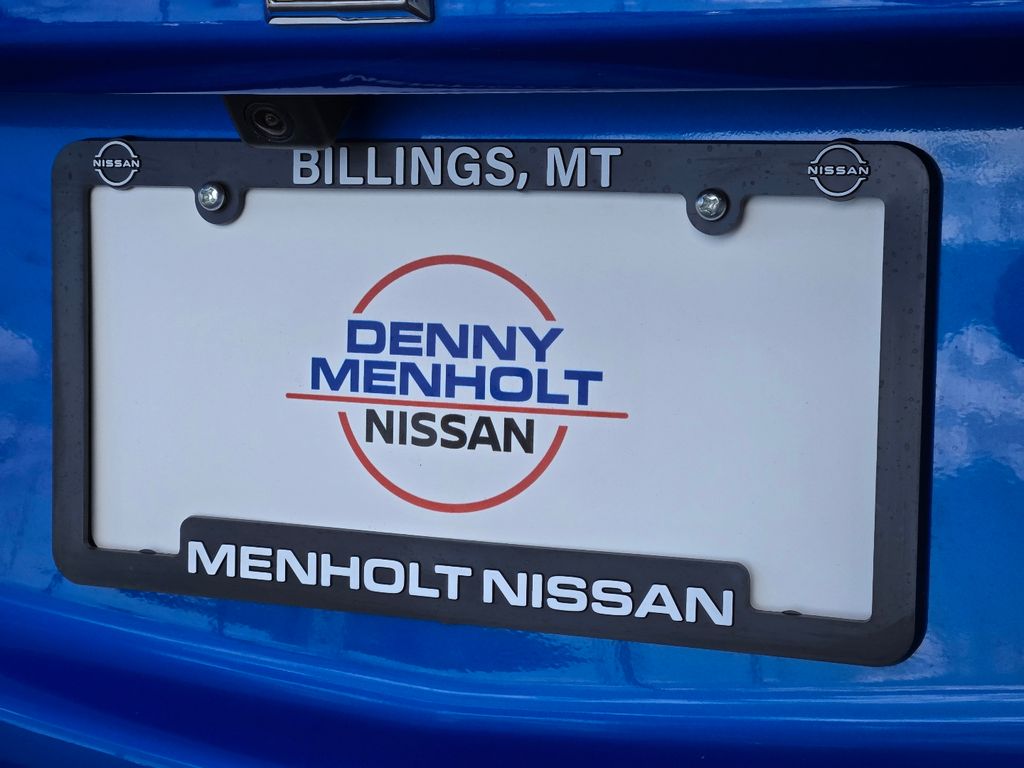 NISSAN
BILLINGS, MT
NISSAN
DENNY
MENHOLT
NISSAN
MENHOLT NISSAN